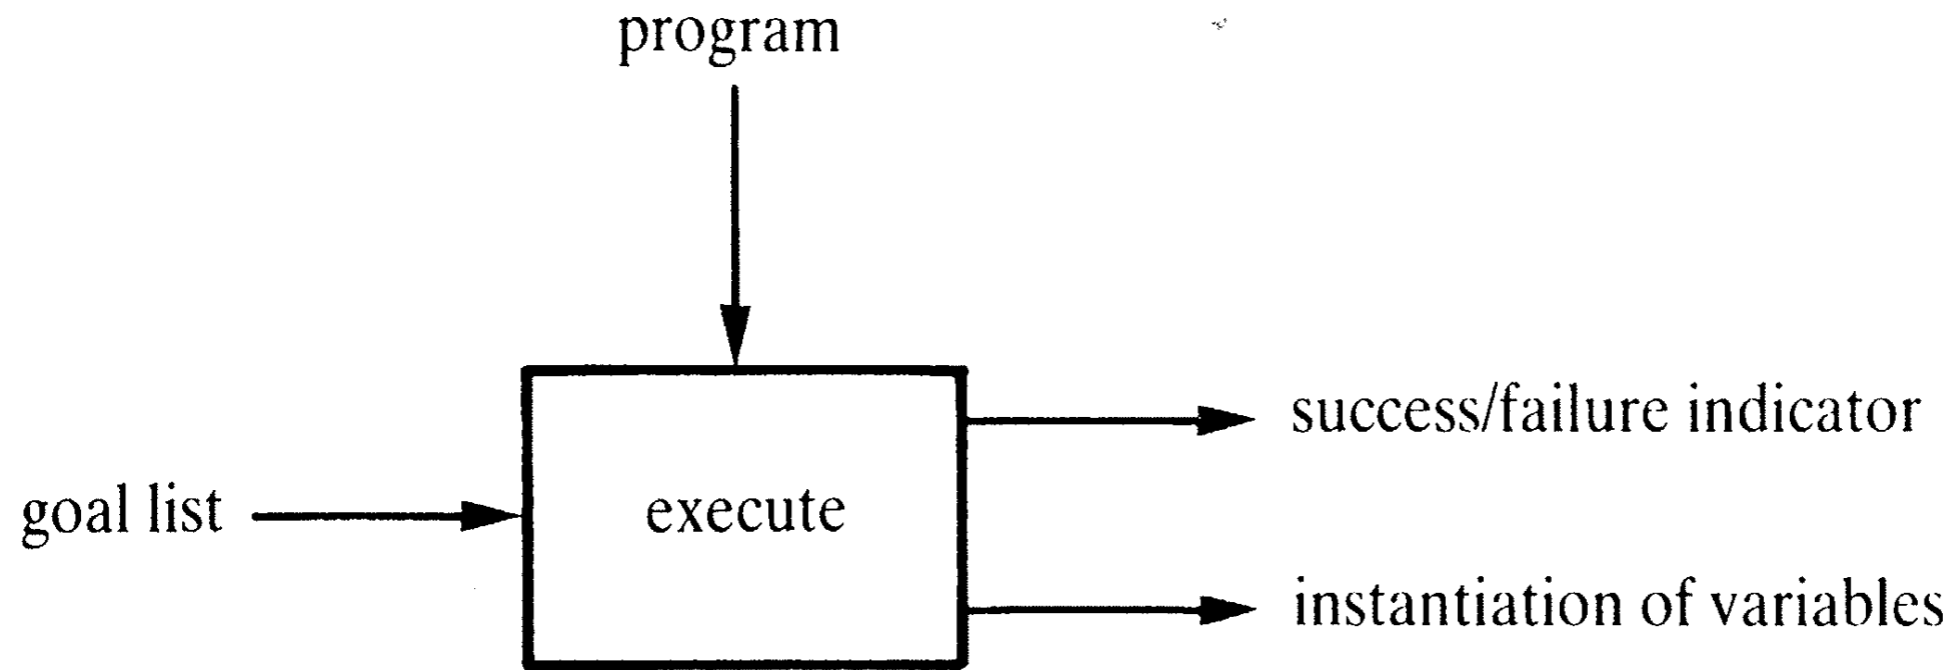 program
success/failure indicator
goal list
execute
instantiation of variables